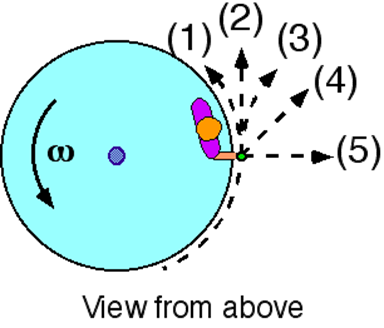 (2)
(1) (3)
(4)
ω (5)
View from above